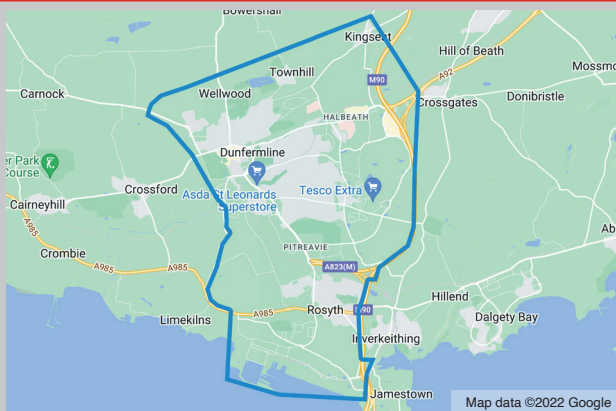 Bowershall
Kingseat
Hill of Beath
A92
Mossmo
Townhill
M90
Carnock
Wellwood
Crossgates
Donibristle
HALBEATH
Dunfermline
er Park
Course
Crossford
Asda St Leonards
Superstore
Tesco Extra
Cairneyhill
A985
Ab
PITREAVIE
Crombie
A985
A985
A823(M)
Hillend
Limekilns
A985
Rosyth
M90
Dalgety Bay
Inverkeithing
Jamestown
Map data ©2022 Google